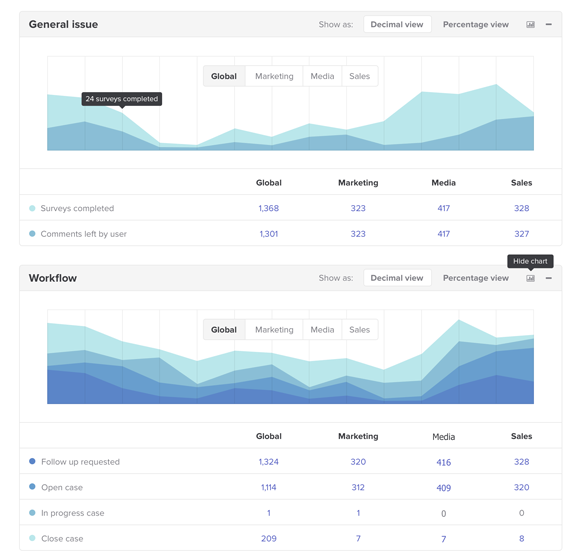 General issue Show as: Decimal view Percentage view
Global Marketing Media Sales
24 surveys completed
Global Marketing Media Sales
Surveys completed 1,368 323 417 328
Comments left by user 1,301 323 417 327
Hide chart
Workflow Show as: Decimal view Percentage view
Global Marketing Media Sales
Global Marketing Media Sales
Follow up requested 1,324 320 416 328
Open case 1,114 312 409 320
In progress case 1 1 0 0
Close case 209 7 7 8